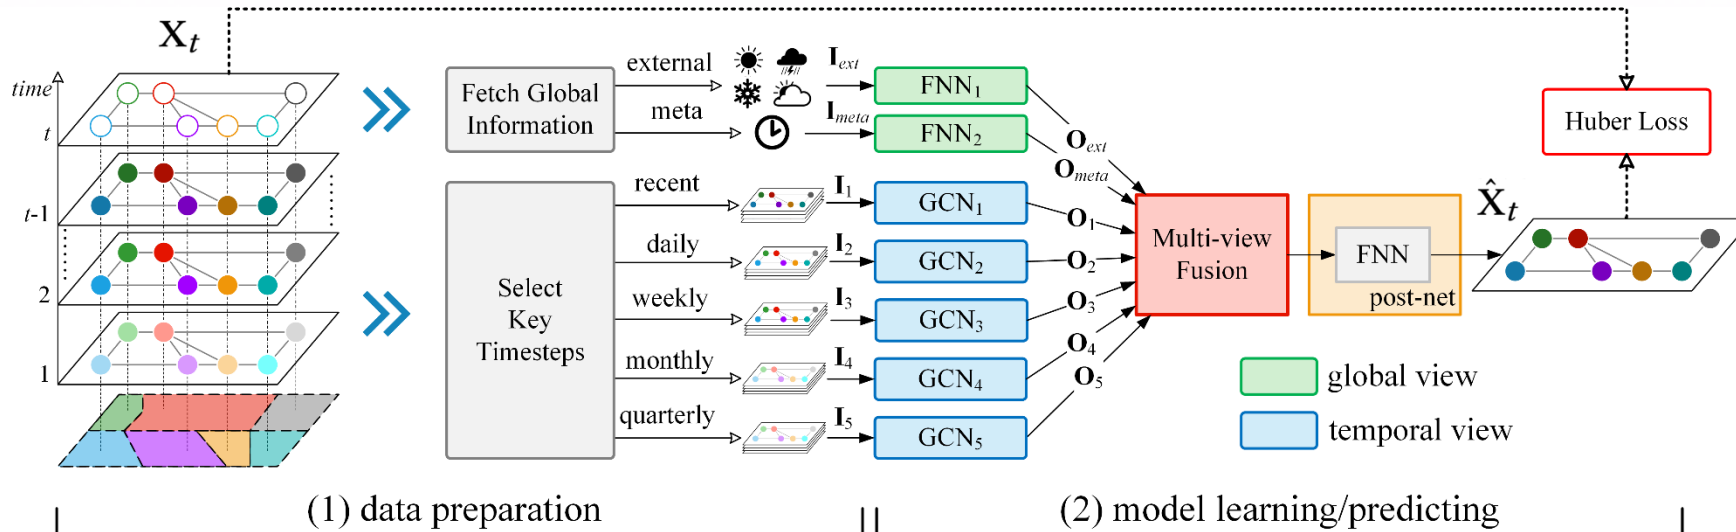 X_t
time
t
t-1
2
1
Fetch Global
Information
external
meta
I_ext
I_meta
FNN_1
FNN_2
O_ext
O_meta
Select
Key
Timesteps
recent
daily
weekly
monthly
quarterly
I_1
I_2
I_3
I_4
I_5
GCN_1
GCN_2
GCN_3
GCN_4
GCN_5
O_1
O_2
O_3
O_4
O_5
Multi-view
Fusion
FNN
post-net
X̂_t
Huber Loss
global view
temporal view
(1) data preparation
(2) model learning/predicting